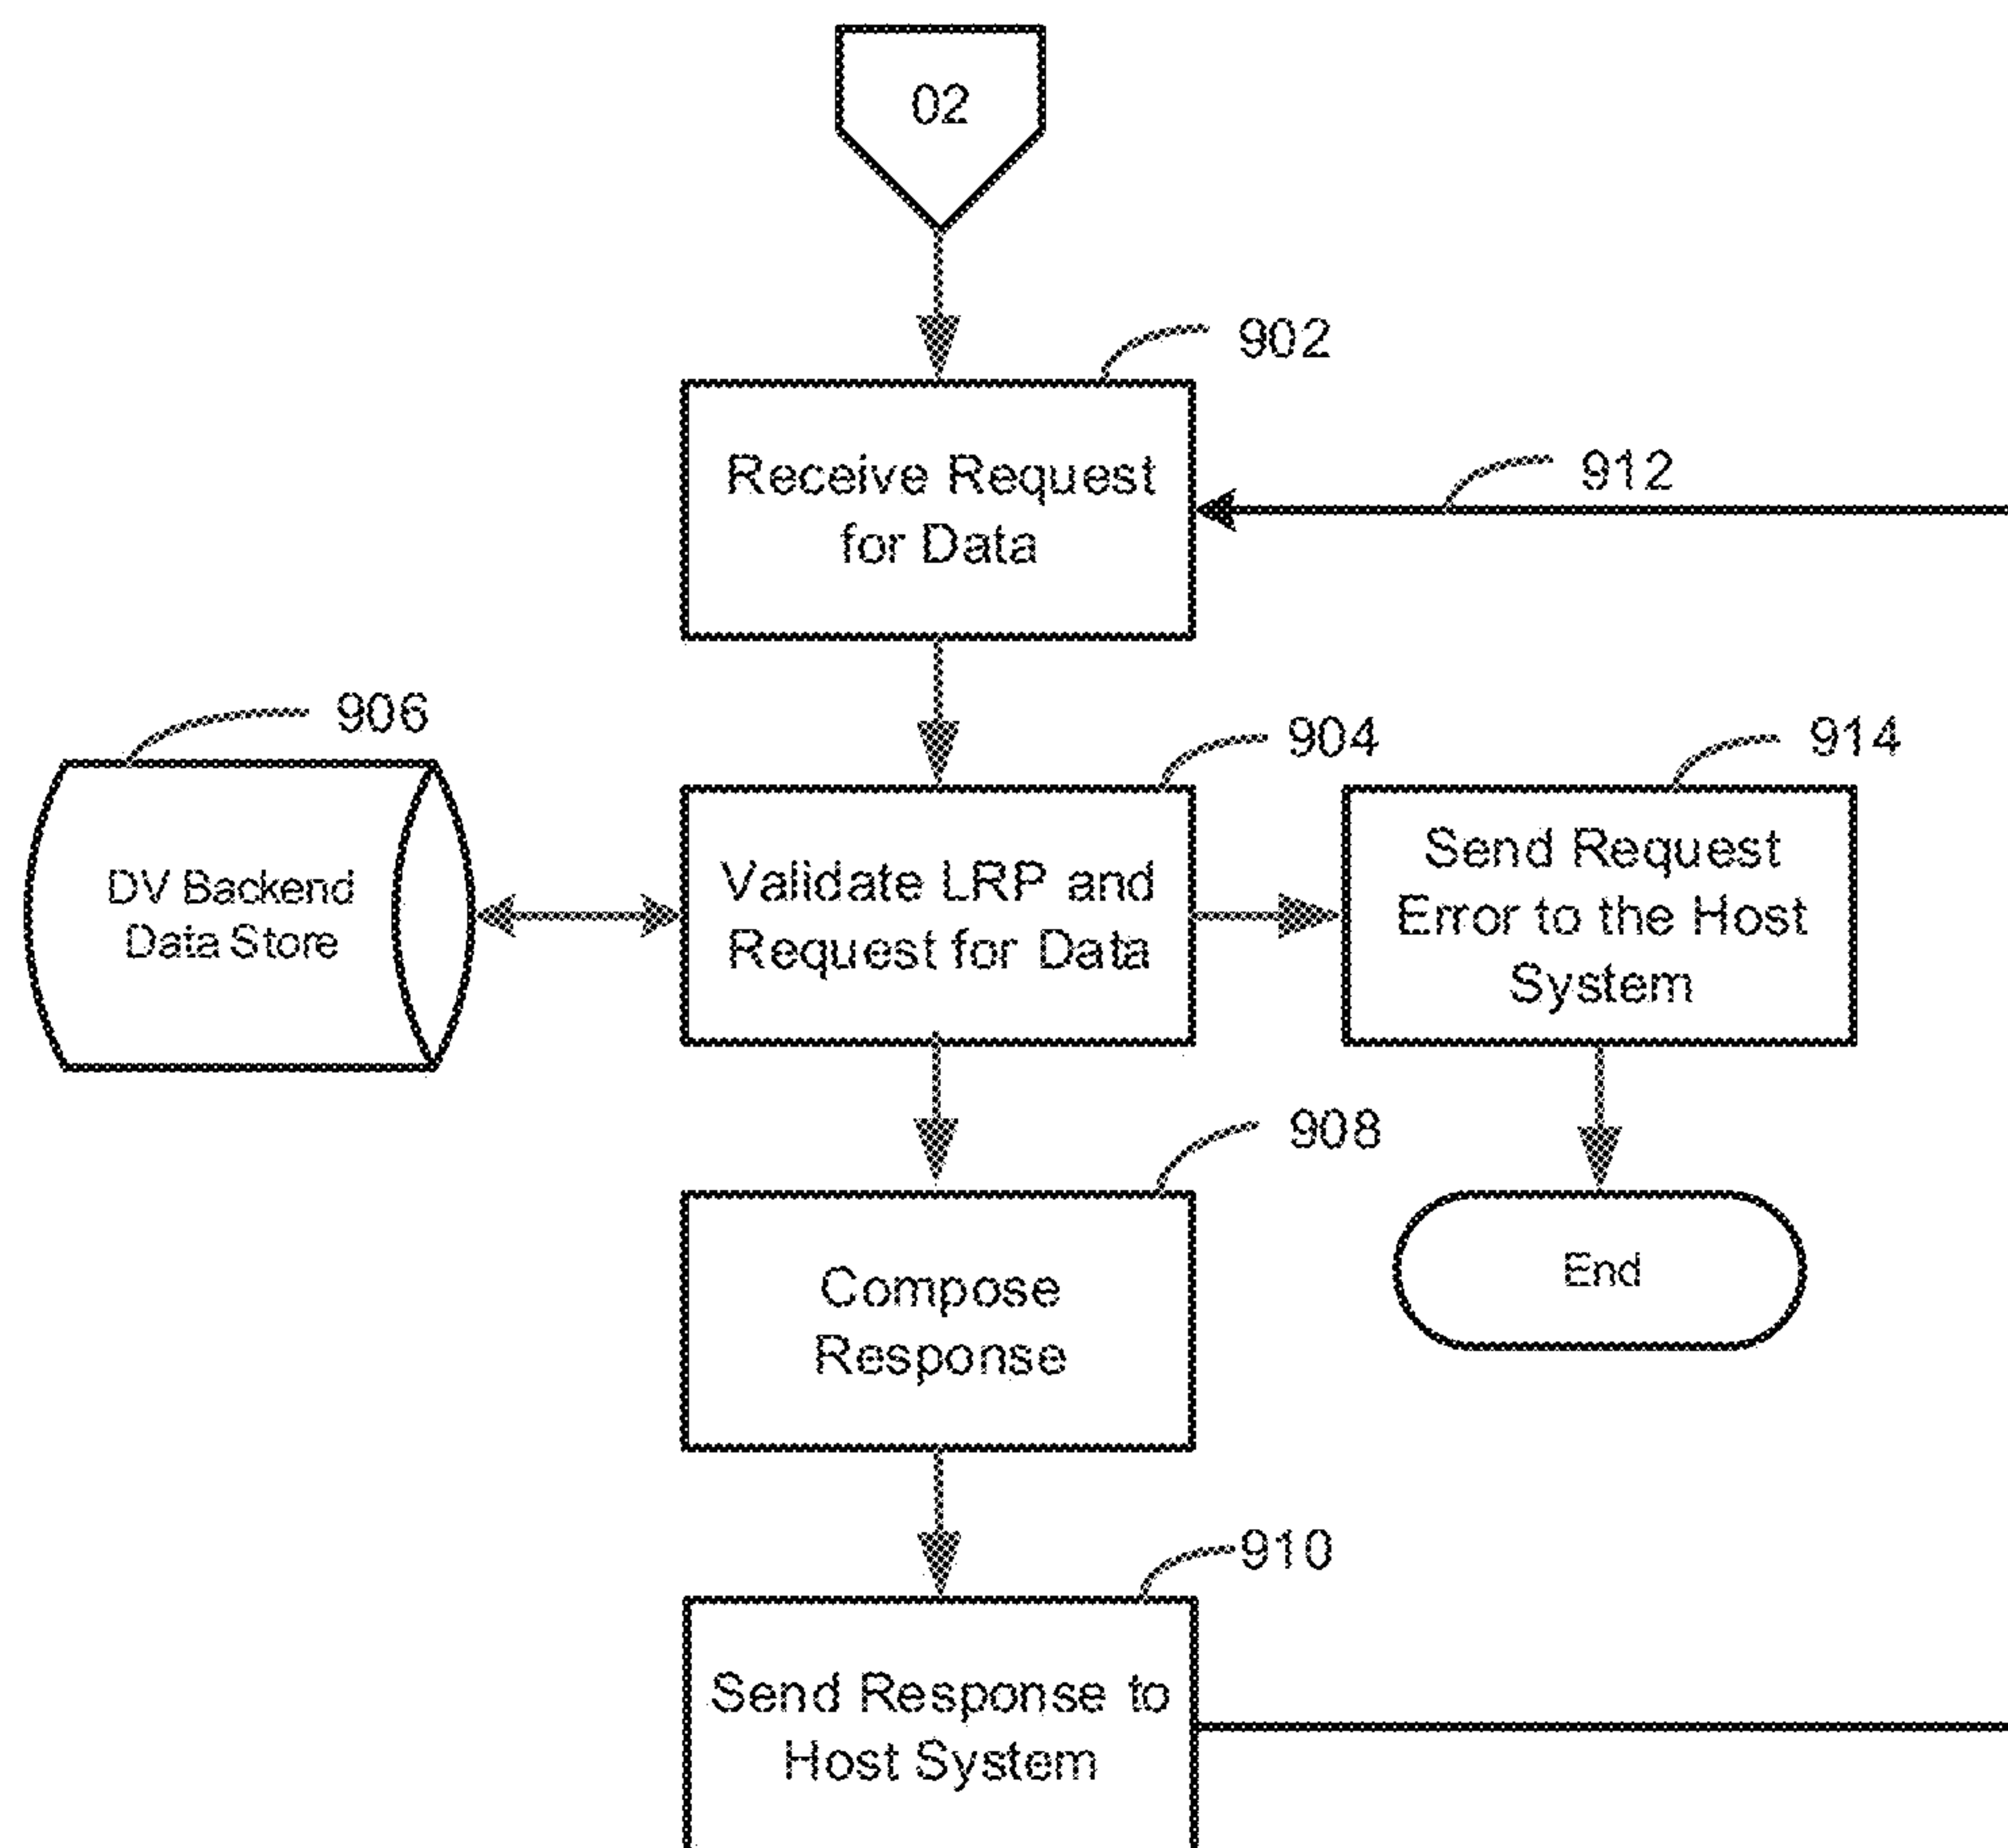 02
902
Receive Request
for Data
912
906
DV Backend
Data Store
904
Validate LRP and
Request for Data
914
Send Request
Error to the Host
System
908
Compose
Response
End
910
Send Response to
Host System